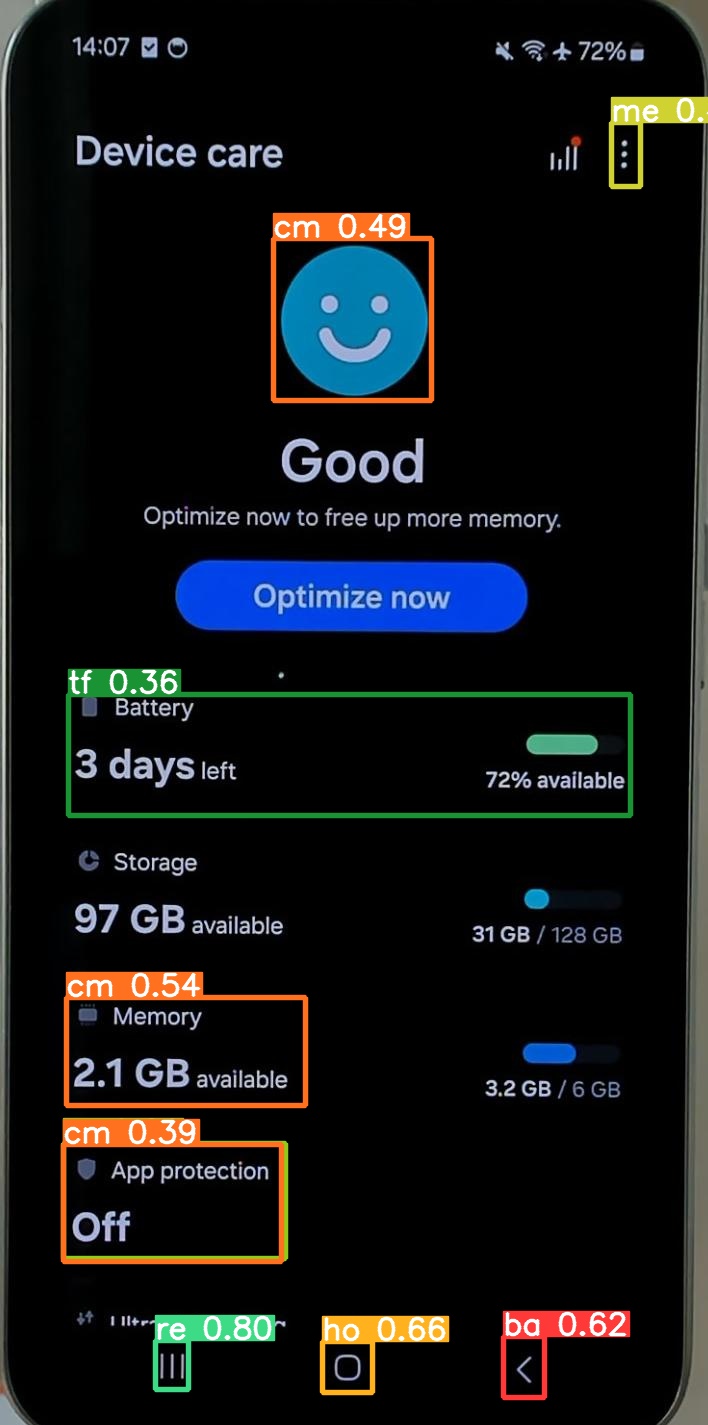 14:07 72%
me 0.
Device care
cm 0.49
Good
Optimize now to free up more memory.
Optimize now
tf 0.36
Battery
3 days left
72% available
Storage
97 GB available
31 GB / 128 GB
cm 0.54
Memory
2.1 GB available
3.2 GB / 6 GB
cm 0.39
App protection
Off
re 0.80 ho 0.66 ba 0.62